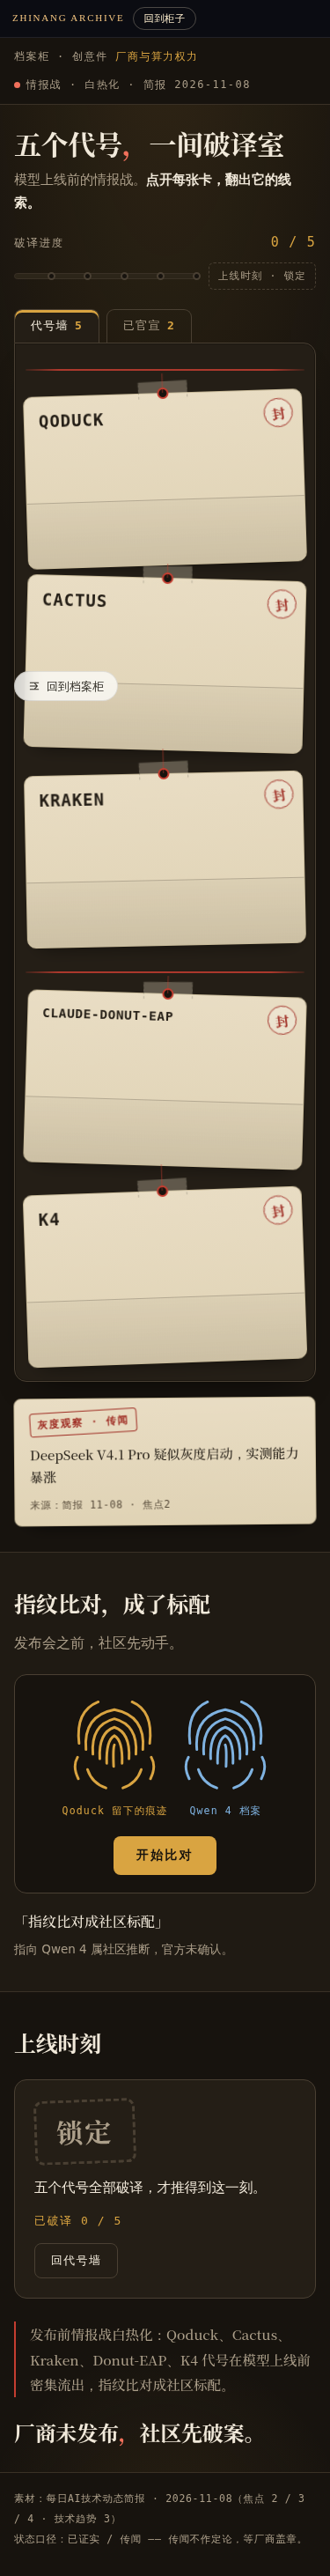 ZHINANG ARCHIVE 回到柜子
档案柜 · 创意件 厂商与算力权力
情报战 · 白热化 · 简报 2026-11-08
五个代号，一间破译室
模型上线前的情报战。点开每张卡，翻出它的线
索。
破译进度 0 / 5
上线时刻 · 锁定
代号墙 5 已官宣 2
QODUCK 封
CACTUS 封
回到档案柜
KRAKEN 封
CLAUDE-DONUT-EAP 封
K4 封
灰度观察 · 传闻
DeepSeek V4.1 Pro 疑似灰度启动，实测能力
暴涨
来源：简报 11-08 · 焦点2
指纹比对，成了标配
发布会之前，社区先动手。
Qoduck 留下的痕迹 Qwen 4 档案
开始比对
「指纹比对成社区标配」
指向 Qwen 4 属社区推断，官方未确认。
上线时刻
锁定
五个代号全部破译，才推得到这一刻。
已破译 0 / 5
回代号墙
发布前情报战白热化：Qoduck、Cactus、
Kraken、Donut-EAP、K4 代号在模型上线前
密集流出，指纹比对成社区标配。
厂商未发布，社区先破案。
素材：每日AI技术动态简报 · 2026-11-08（焦点 2 / 3
/ 4 · 技术趋势 3）
状态口径：已证实 / 传闻 —— 传闻不作定论，等厂商盖章。